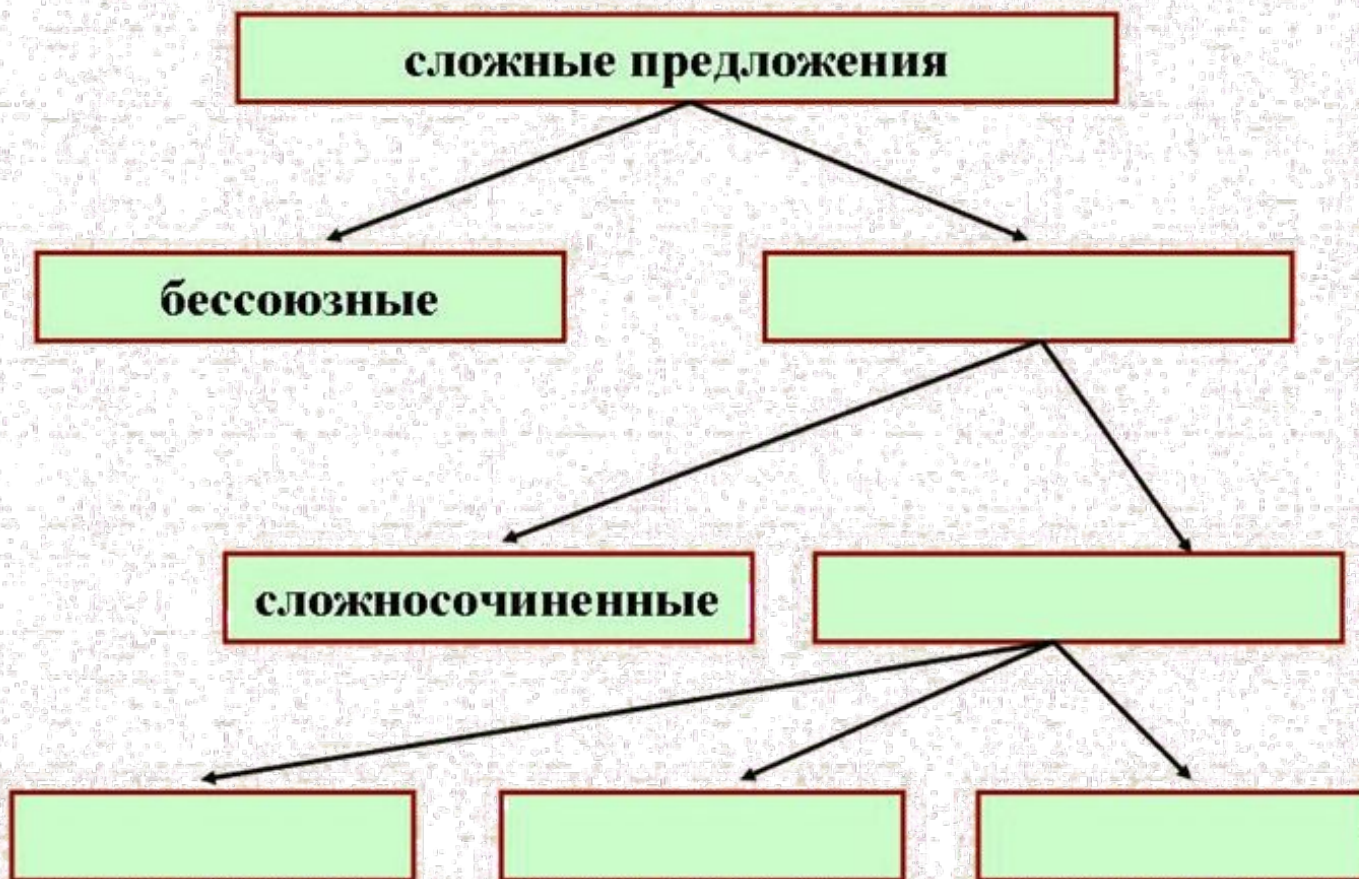 сложные предложения
бессоюзные
сложносочиненные